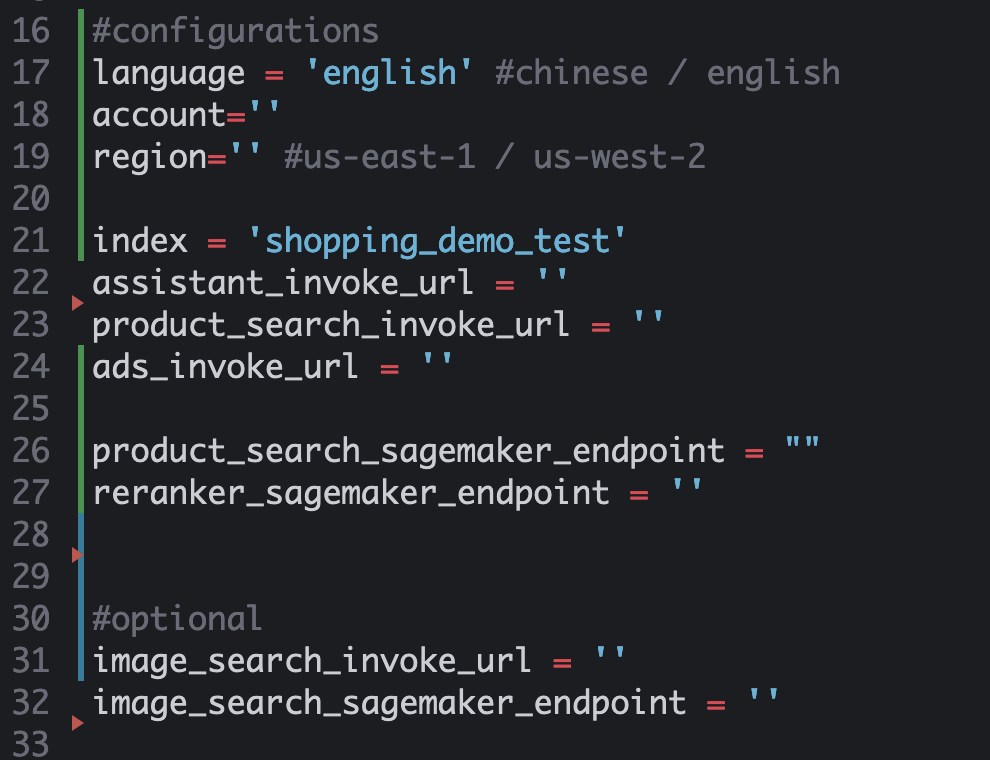 16 #configurations
17 language = 'english' #chinese / english
18 account=''
19 region='' #us-east-1 / us-west-2
20
21 index = 'shopping_demo_test'
22 assistant_invoke_url = ''
23 product_search_invoke_url = ''
24 ads_invoke_url = ''
25
26 product_search_sagemaker_endpoint = ""
27 reranker_sagemaker_endpoint = ''
28
29
30 #optional
31 image_search_invoke_url = ''
32 image_search_sagemaker_endpoint = ''
33